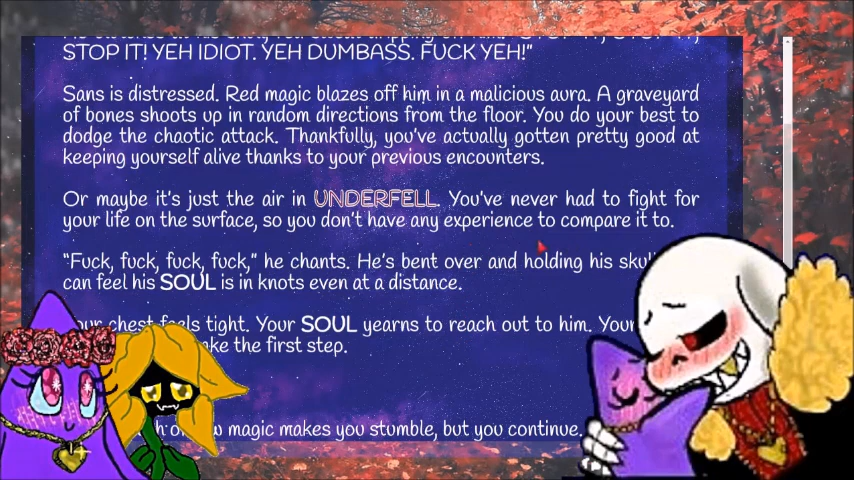 STOP IT! YEH IDIOT. YEH DUMBASS. FUCK YEH!"
Sans is distressed. Red magic blazes off him in a malicious aura. A graveyard
of bones shoots up in random directions from the floor. You do your best to
dodge the chaotic attack. Thankfully, you've actually gotten pretty good at
keeping yourself alive thanks to your previous encounters.
Or maybe it's just the air in UNDERFELL. You've never had to fight for
your life on the surface, so you don't have any experience to compare it to.
"Fuck, fuck, fuck, fuck," he chants. He's bent over and holding his
can feel his SOUL is in knots even at a distance.
chest feels tight. Your SOUL yearns to reach out to him.
the first step.
magic makes you stumble, but you continue.